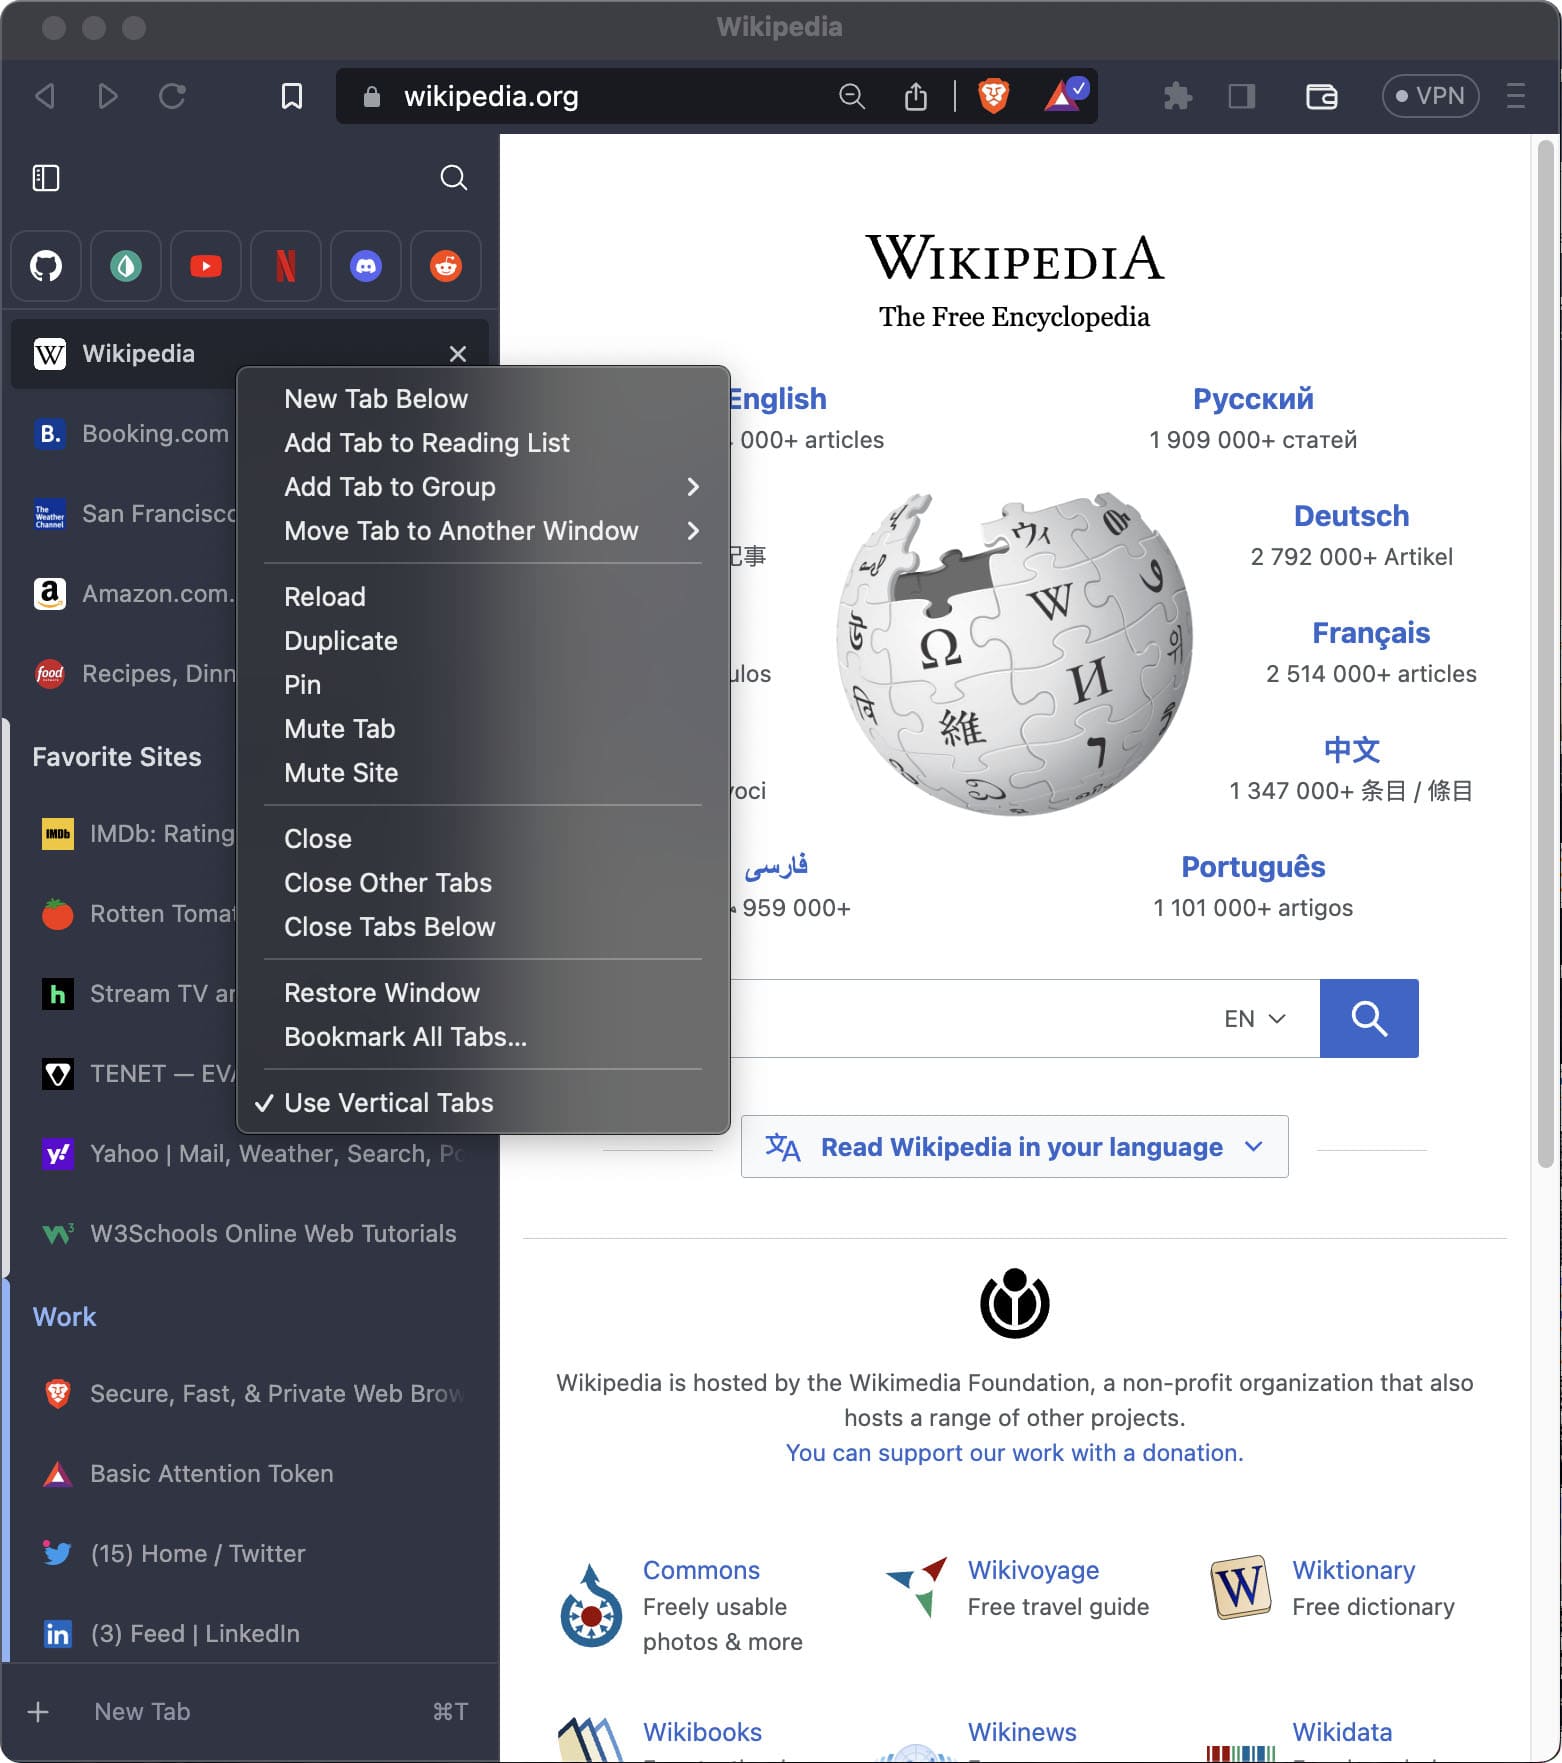 Wikipedia
wikipedia.org
VPN
Wikipedia
Booking.com
San Francisco
Amazon.com.
Recipes, Dinn
Favorite Sites
IMDb: Rating
Rotten Tomat
Stream TV an
TENET — EVA
Yahoo | Mail, Weather, Search, Po
W3Schools Online Web Tutorials
Work
Secure, Fast, & Private Web Brow
Basic Attention Token
(15) Home / Twitter
(3) Feed | LinkedIn
New Tab ⌘T
New Tab Below
Add Tab to Reading List
Add Tab to Group
Move Tab to Another Window
Reload
Duplicate
Pin
Mute Tab
Mute Site
Close
Close Other Tabs
Close Tabs Below
Restore Window
Bookmark All Tabs...
Use Vertical Tabs
WIKIPEDIA
The Free Encyclopedia
English
000+ articles
Русский
1 909 000+ статей
記事
Deutsch
2 792 000+ Artikel
ulos
Français
2 514 000+ articles
voci
中文
1 347 000+ 条目 / 條目
فارسی
959 000+
Português
1 101 000+ artigos
EN
Read Wikipedia in your language
Wikipedia is hosted by the Wikimedia Foundation, a non-profit organization that also
hosts a range of other projects.
You can support our work with a donation.
Commons
Freely usable
photos & more
Wikivoyage
Free travel guide
Wiktionary
Free dictionary
Wikibooks
Wikinews
Wikidata